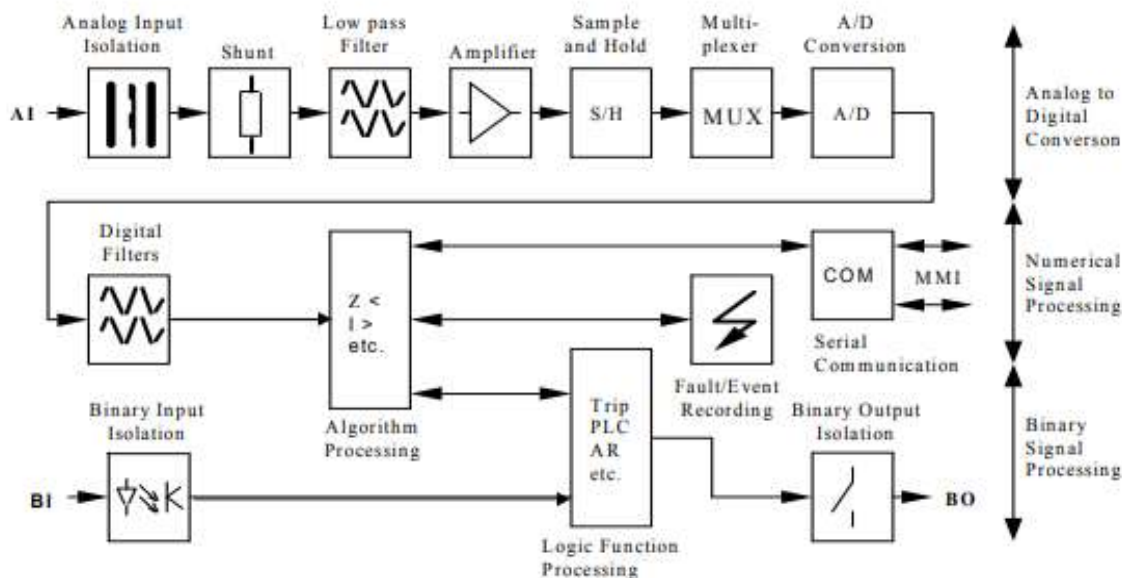 Analog Input
Isolation
Shunt
Low pass
Filter
Amplifier
Sample
and Hold
Multi-
plexer
A/D
Conversion
AI
S/H
MUX
A/D
Analog to
Digital
Converson
Digital
Filters
Z <
I >
etc.
Algorithm
Processing
COM
MMI
Serial
Communication
Numerical
Signal
Processing
Fault/Event
Recording
Binary Input
Isolation
BI
Trip
PLC
AR
etc.
Logic Function
Processing
Binary Output
Isolation
BO
Binary
Signal
Processing